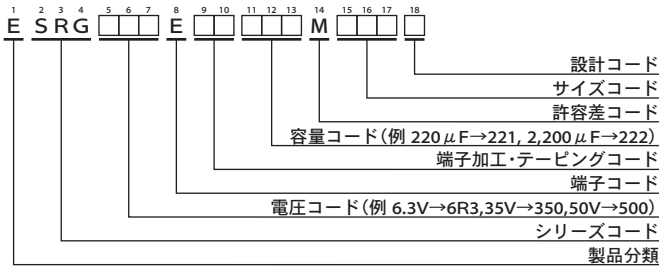 1 2 3 4 5 6 7 8 9 10 11 12 13 14 15 16 17 18
E SRG □□□ E □□ □□□ M □□□ □
設計コード
サイズコード
許容差コード
容量コード(例 220μF→221, 2,200μF→222)
端子加工・テーピングコード
端子コード
電圧コード(例 6.3V→6R3,35V→350,50V→500)
シリーズコード
製品分類